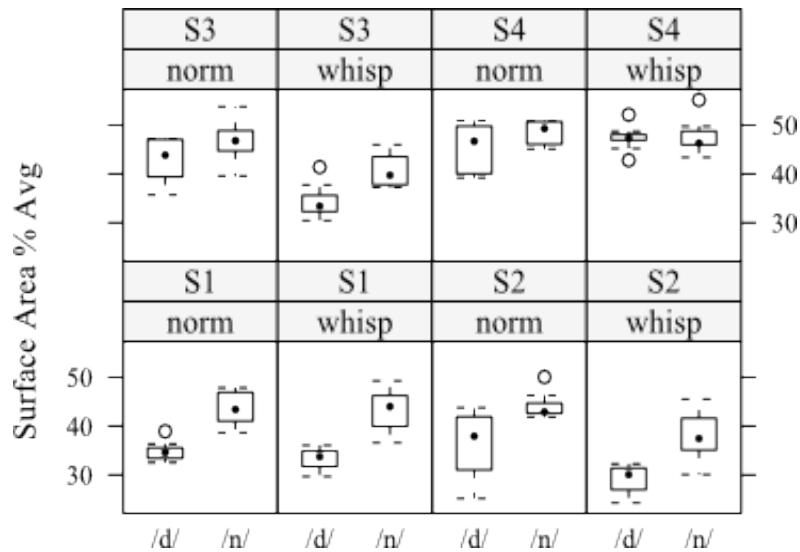 S3 S3 S4 S4
norm whisp norm whisp
50
40
30
Surface Area % Avg
S1 S1 S2 S2
norm whisp norm whisp
50
40
30
/d/ /n/ /d/ /n/ /d/ /n/ /d/ /n/